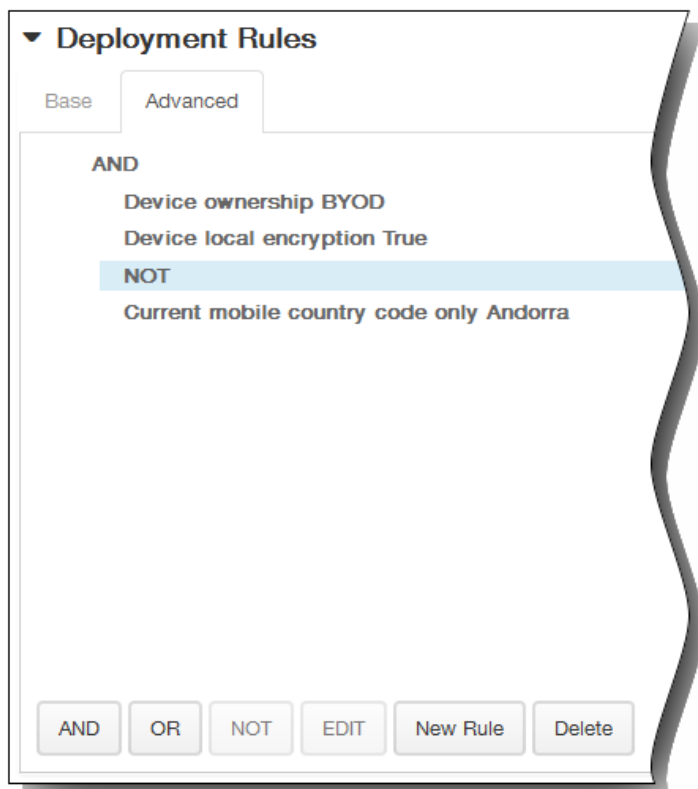 Deployment Rules
Base Advanced
AND
Device ownership BYOD
Device local encryption True
NOT
Current mobile country code only Andorra
AND OR NOT EDIT New Rule Delete